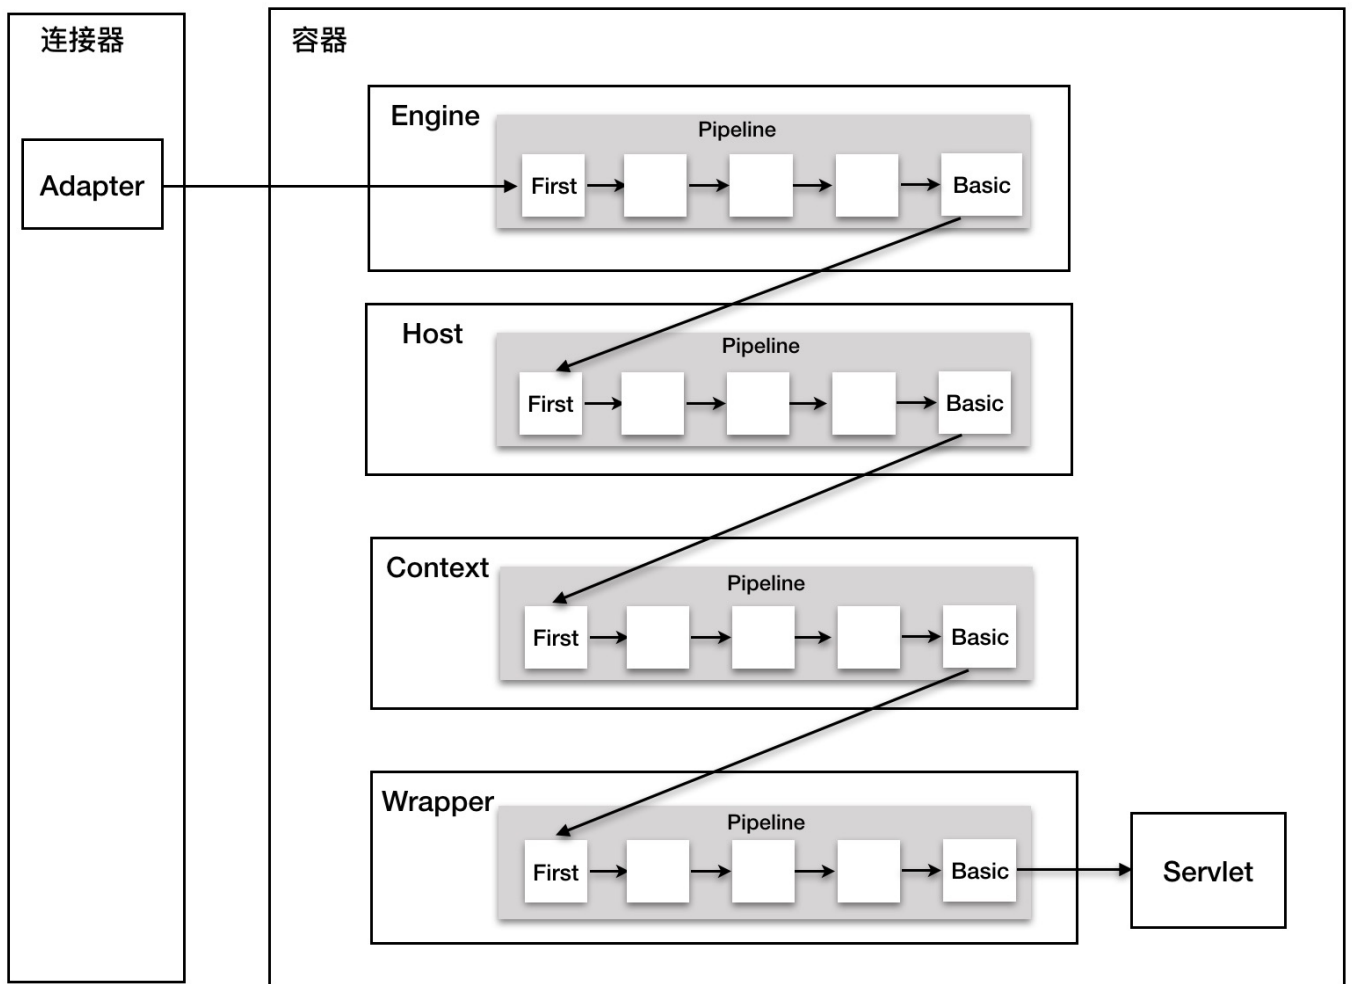 连接器
容器
Adapter
Engine
Pipeline
First
Basic
Host
Pipeline
First
Basic
Context
Pipeline
First
Basic
Wrapper
Pipeline
First
Basic
Servlet